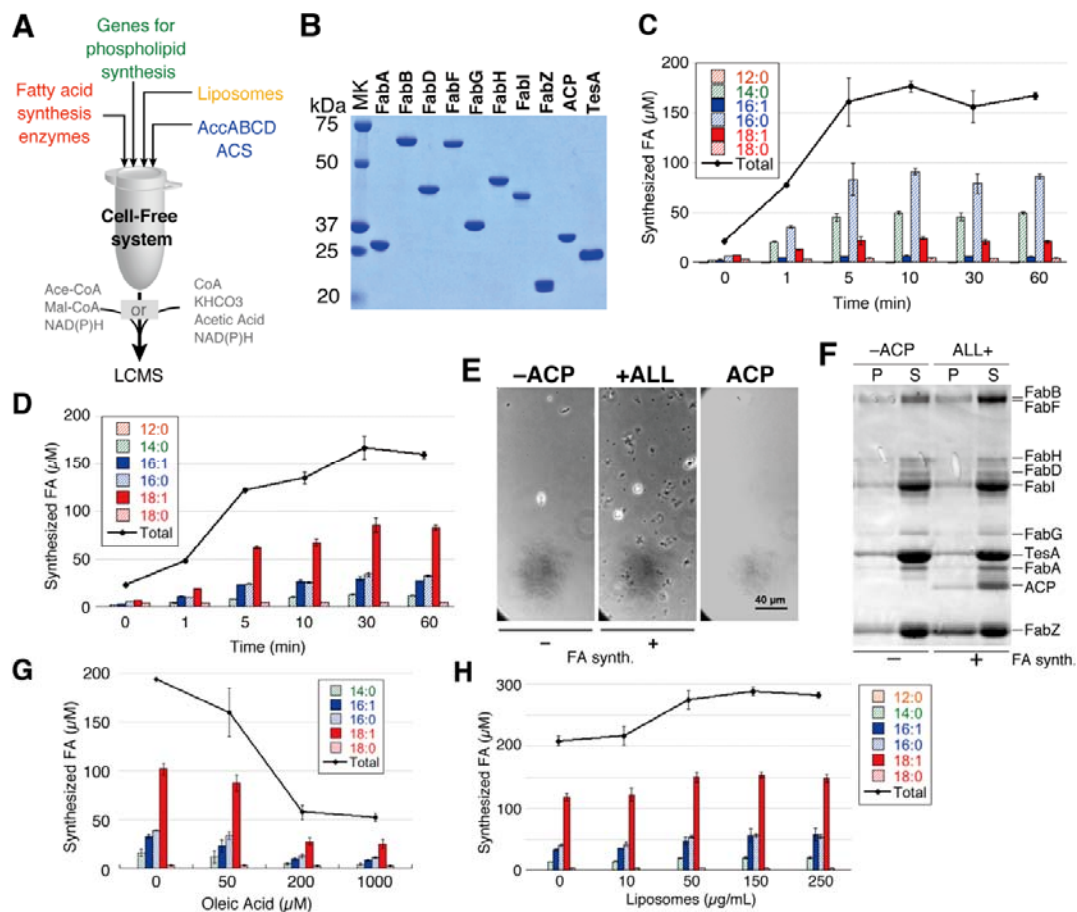 A
Genes for
phospholipid
synthesis
Fatty acid
synthesis
enzymes
Liposomes
AccABCD
ACS
Cell-Free
system
Ace-CoA
Mal-CoA
NAD(P)H
or
CoA
KHCO3
Acetic Acid
NAD(P)H
LCMS
B
kDa
MK
FabA
FabB
FabD
FabF
FabG
FabH
FabI
FabZ
ACP
TesA
75
50
37
25
20
C
Synthesized FA (µM)
200
150
100
50
0
12:0
14:0
16:1
16:0
18:1
18:0
Total
0 1 5 10 30 60
Time (min)
D
Synthesized FA (µM)
200
150
100
50
0
12:0
14:0
16:1
16:0
18:1
18:0
Total
0 1 5 10 30 60
Time (min)
E
–ACP +ALL ACP
40 µm
– +
FA synth.
F
–ACP ALL+
P S P S
FabB
FabF
FabH
FabD
FabI
FabG
TesA
FabA
ACP
FabZ
– + FA synth.
G
Synthesized FA (µM)
200
150
100
50
0
14:0
16:1
16:0
18:1
18:0
Total
0 50 200 1000
Oleic Acid (µM)
H
Synthesized FA (µM)
300
200
100
0
12:0
14:0
16:1
16:0
18:1
18:0
Total
0 10 50 150 250
Liposomes (µg/mL)